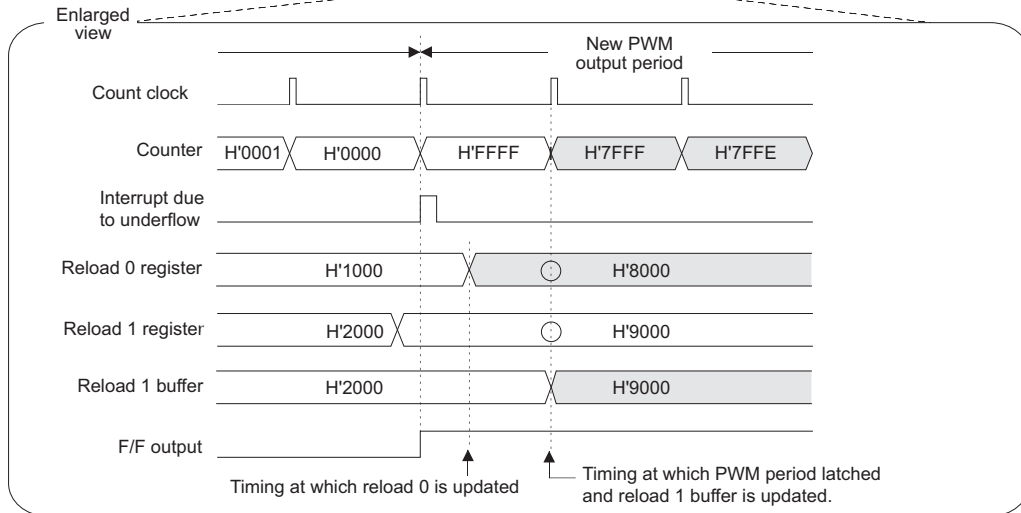 Enlarged
view
New PWM
output period
Count clock
Counter
H'0001
H'0000
H'FFFF
H'7FFF
H'7FFE
Interrupt due
to underflow
Reload 0 register
H'1000
H'8000
Reload 1 register
H'2000
H'9000
Reload 1 buffer
H'2000
H'9000
F/F output
Timing at which reload 0 is updated
Timing at which PWM period latched
and reload 1 buffer is updated.